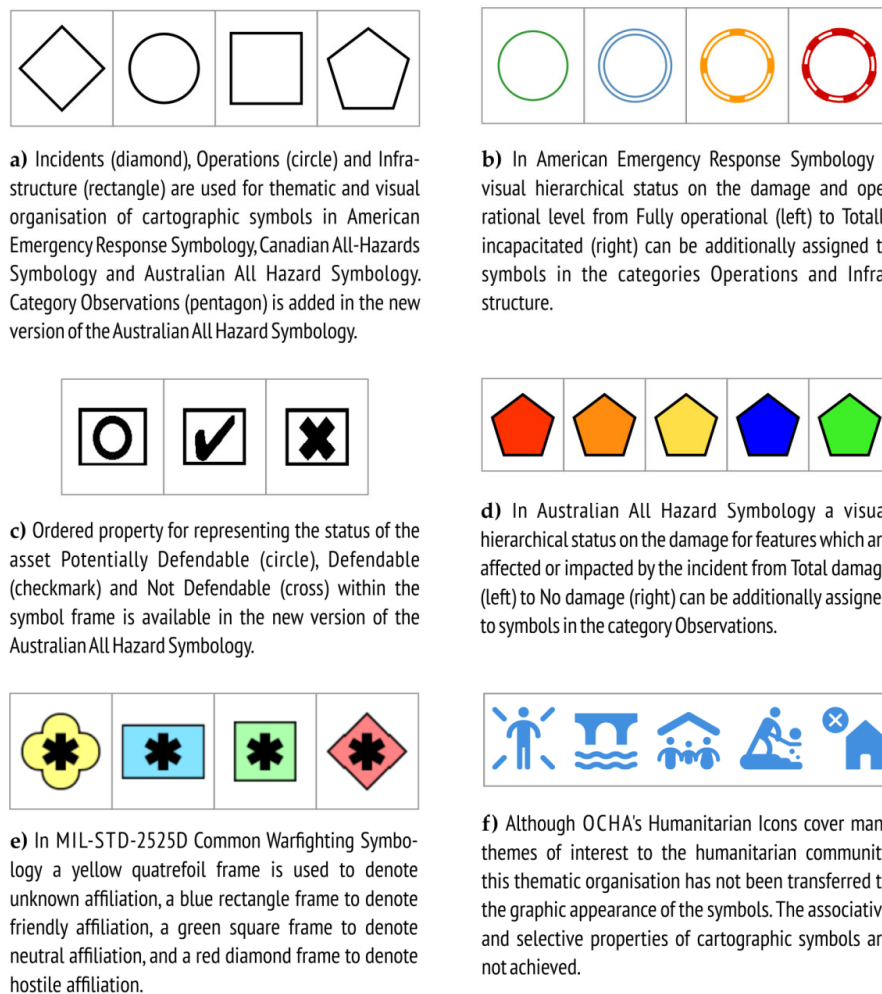 a) Incidents (diamond), Operations (circle) and Infra-
structure (rectangle) are used for thematic and visual
organisation of cartographic symbols in American
Emergency Response Symbology, Canadian All-Hazards
Symbology and Australian All Hazard Symbology.
Category Observations (pentagon) is added in the new
version of the Australian All Hazard Symbology.
b) In American Emergency Response Symbology
visual hierarchical status on the damage and ope
rational level from Fully operational (left) to Totall
incapacitated (right) can be additionally assigned t
symbols in the categories Operations and Infra
structure.
c) Ordered property for representing the status of the
asset Potentially Defendable (circle), Defendable
(checkmark) and Not Defendable (cross) within the
symbol frame is available in the new version of the
Australian All Hazard Symbology.
d) In Australian All Hazard Symbology a visua
hierarchical status on the damage for features which ar
affected or impacted by the incident from Total damag
(left) to No damage (right) can be additionally assigne
to symbols in the category Observations.
e) In MIL-STD-2525D Common Warfighting Symbo-
logy a yellow quatrefoil frame is used to denote
unknown affiliation, a blue rectangle frame to denote
friendly affiliation, a green square frame to denote
neutral affiliation, and a red diamond frame to denote
hostile affiliation.
f) Although OCHA's Humanitarian Icons cover man
themes of interest to the humanitarian communit
this thematic organisation has not been transferred t
the graphic appearance of the symbols. The associativ
and selective properties of cartographic symbols ar
not achieved.